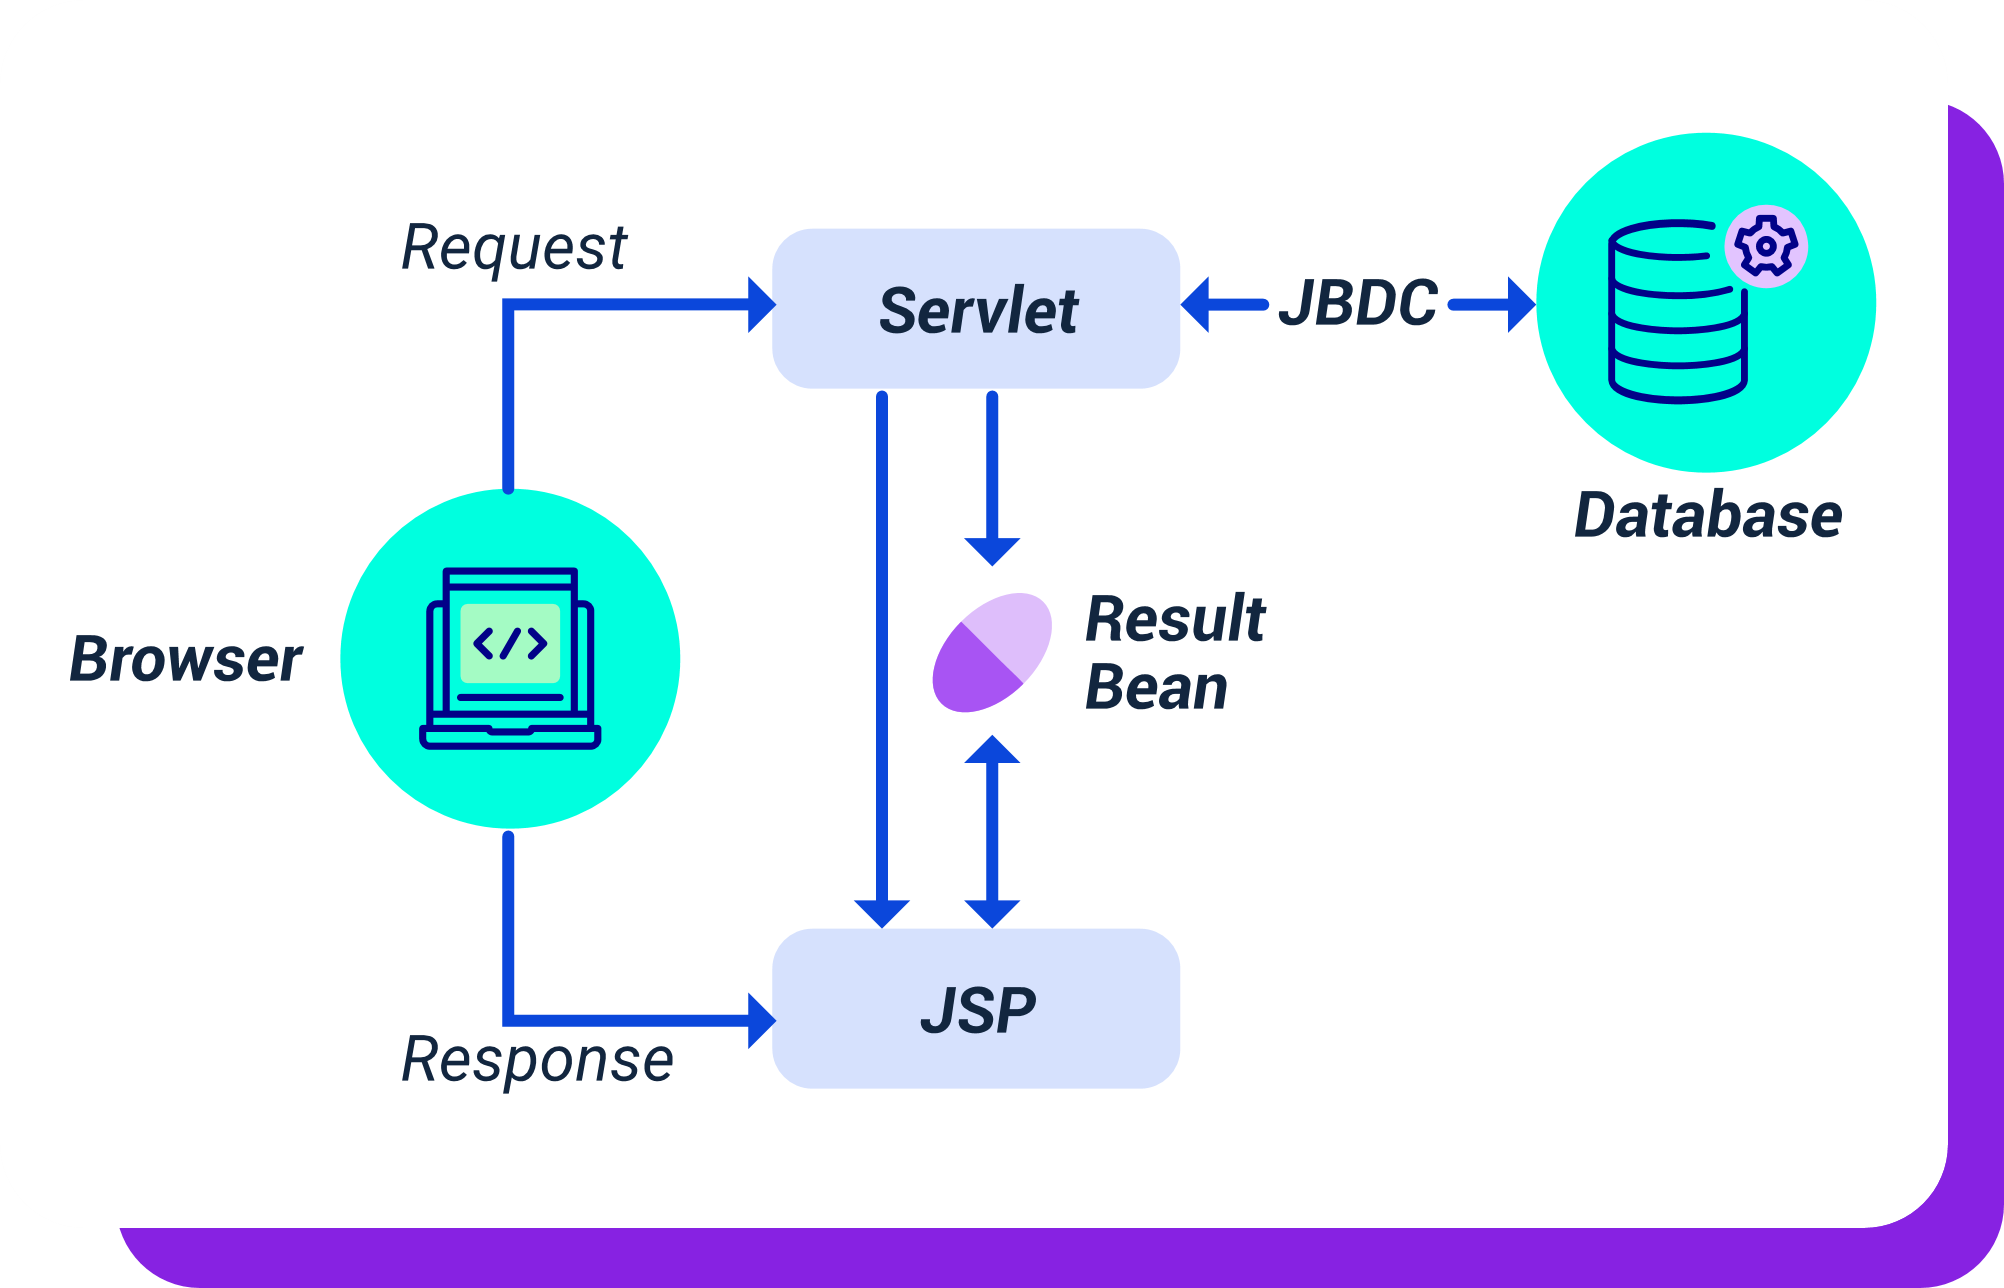 Request
Servlet
JBDC
Database
Browser
</>
Result
Bean
JSP
Response